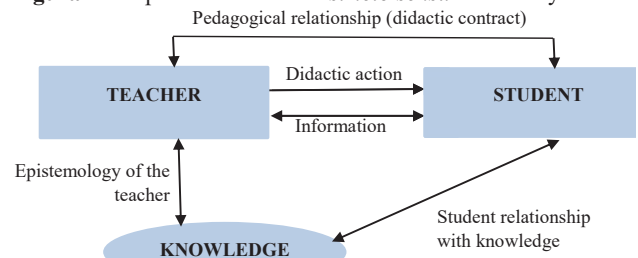 Pedagogical relationship (didactic contract)
Didactic action
TEACHER
STUDENT
Information
Epistemology of the
teacher
Student relationship
with knowledge
KNOWLEDGE